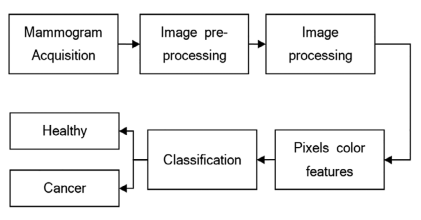 Mammogram
Acquisition
Image pre-
processing
Image
processing
Pixels color
features
Classification
Healthy
Cancer